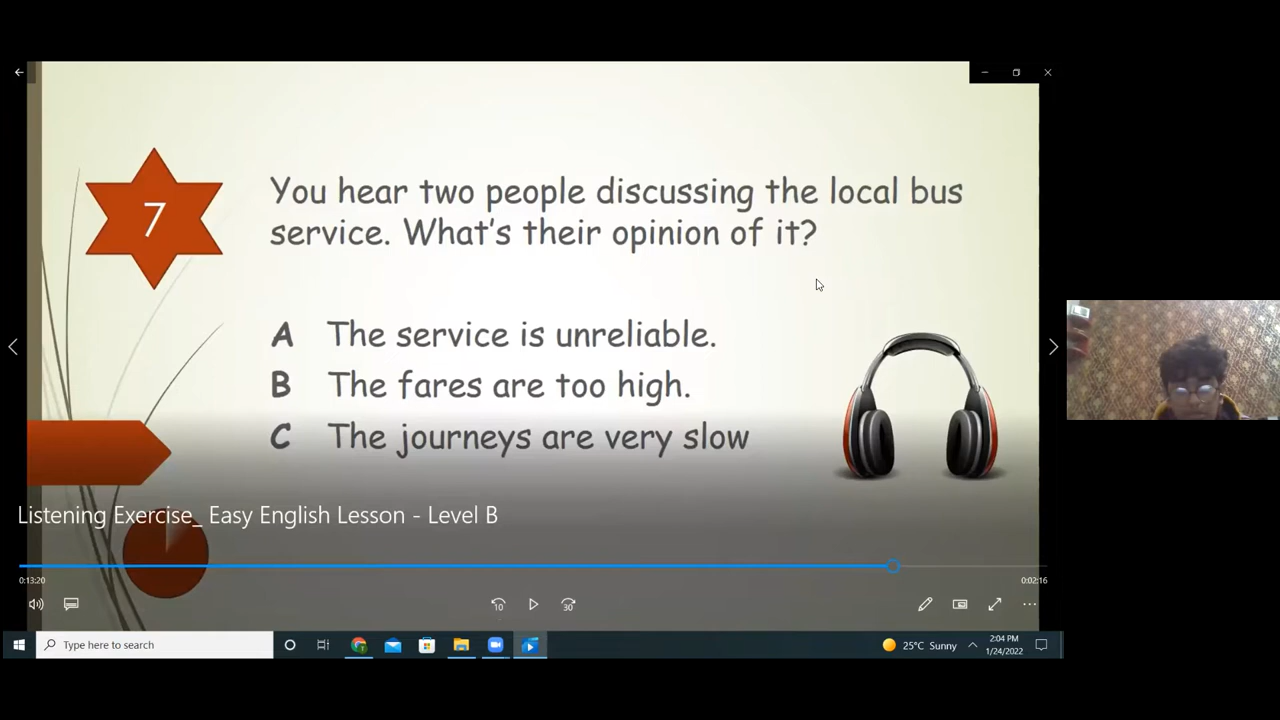 7
You hear two people discussing the local bus
service. What's their opinion of it?
A The service is unreliable.
B The fares are too high.
C The journeys are very slow
Listening Exercise_ Easy English Lesson - Level B
0:13:20
0:02:16
10
30
Type here to search
25°C Sunny
2:04 PM
1/24/2022